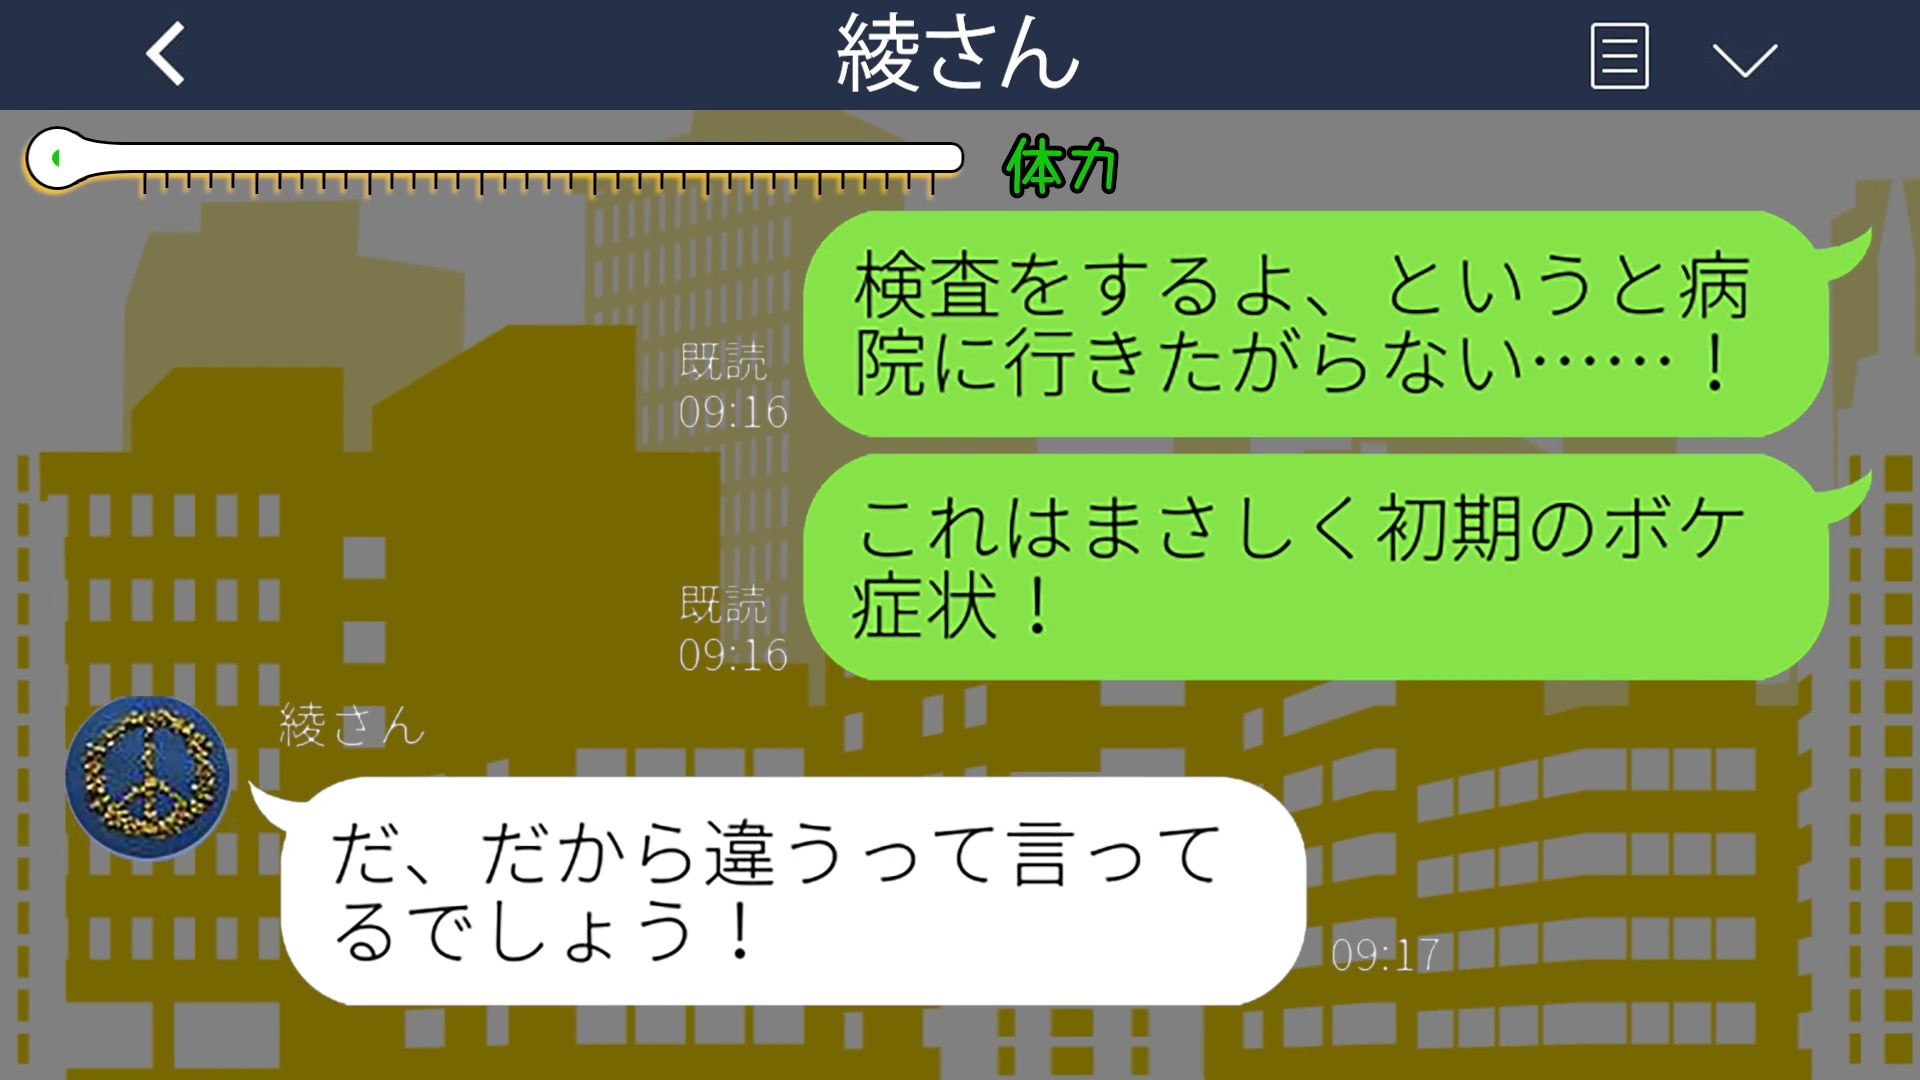 綾さん
体力
検査をするよ、というと病
院に行きたがらない……！
既読
09:16
これはまさしく初期のボケ
症状！
既読
09:16
綾さん
だ、だから違うって言って
るでしょう！
09:17